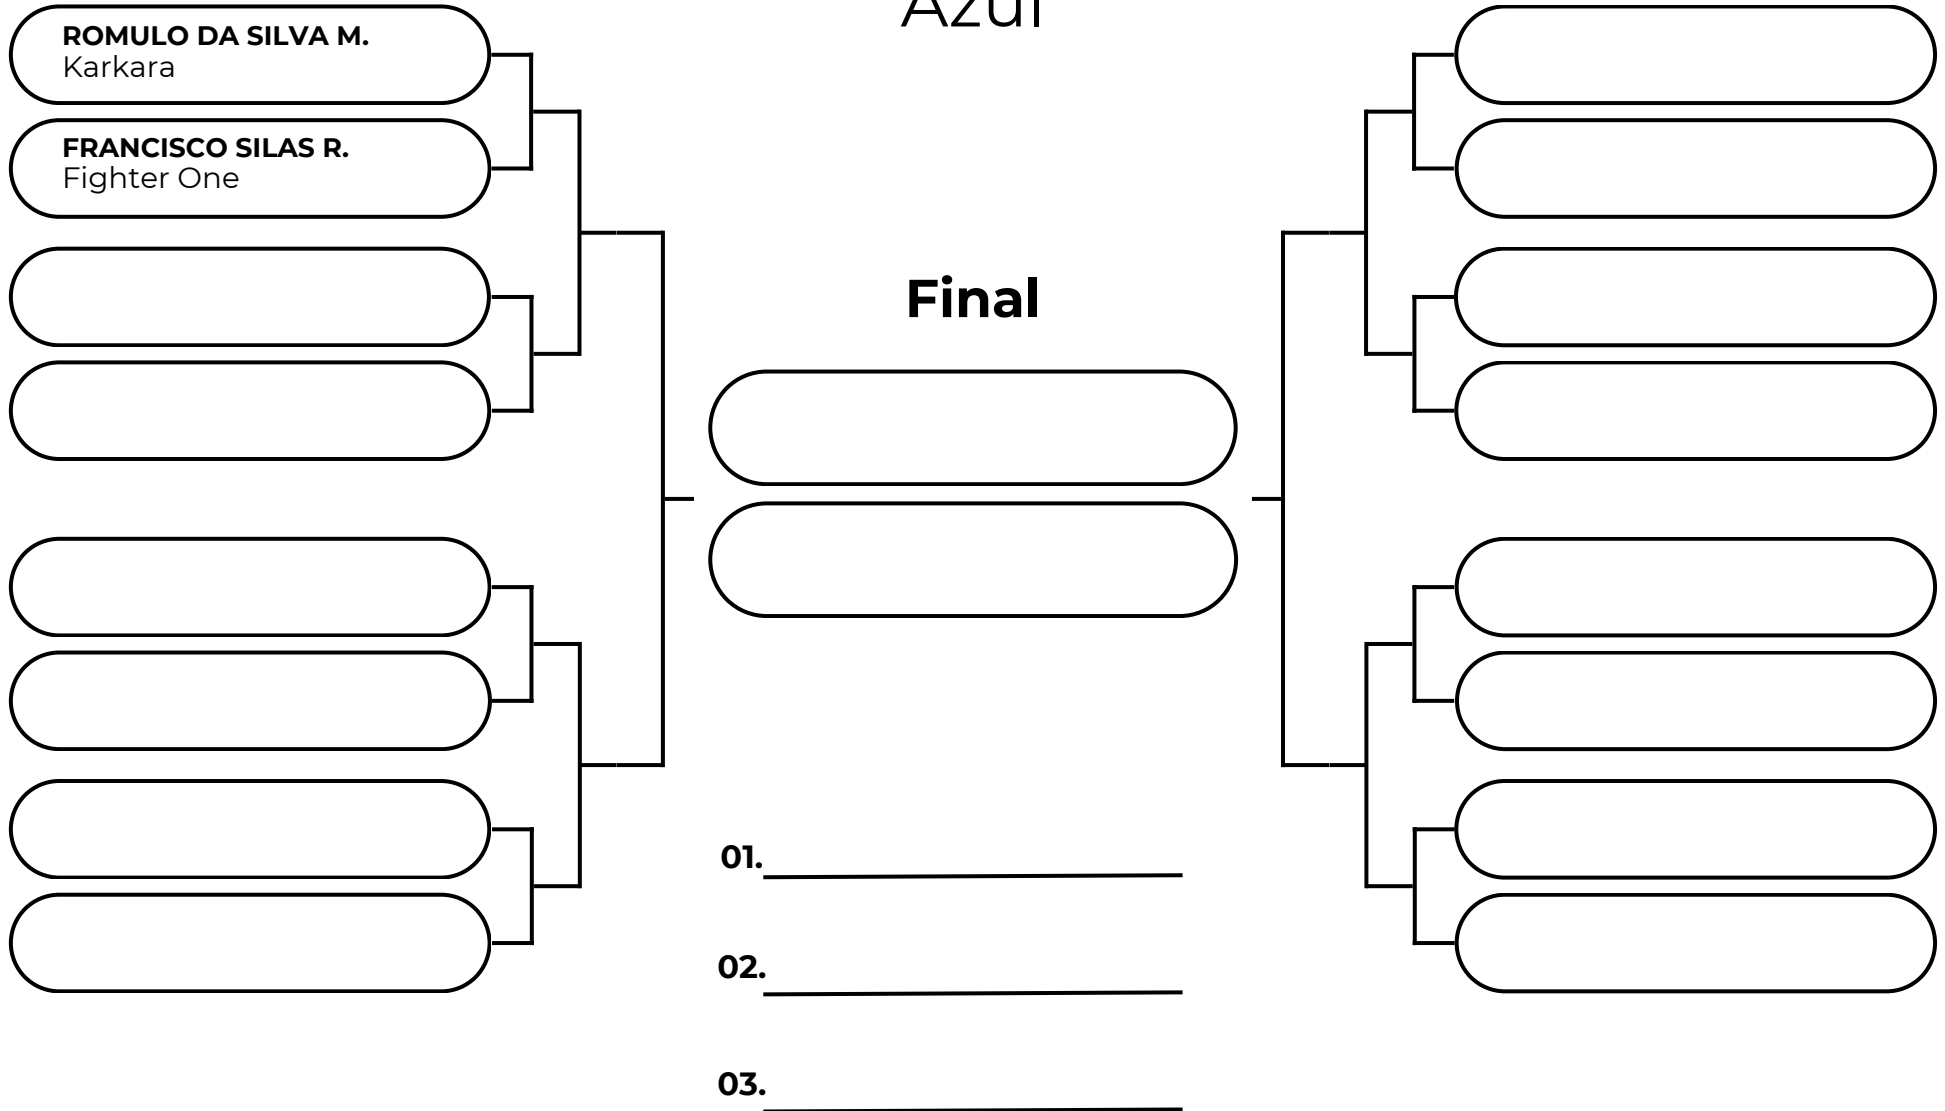 Azul
ROMULO DA SILVA M.
Karkara
FRANCISCO SILAS R.
Fighter One
Final
01.
02.
03.